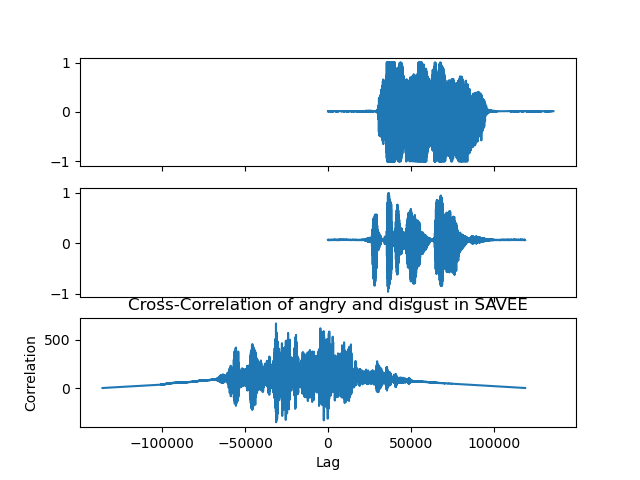 1
0
−1
1
0
−1
Cross-Correlation of angry and disgust in SAVEE
Correlation
500
0
−100000 −50000 0 50000 100000
Lag